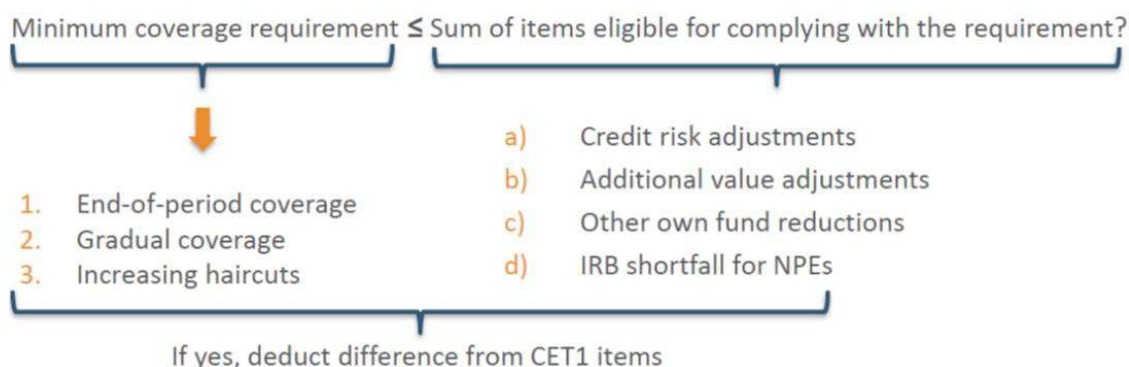 Minimum coverage requirement ≤ Sum of items eligible for complying with the requirement?
1. End-of-period coverage
2. Gradual coverage
3. Increasing haircuts
a) Credit risk adjustments
b) Additional value adjustments
c) Other own fund reductions
d) IRB shortfall for NPEs
If yes, deduct difference from CET1 items